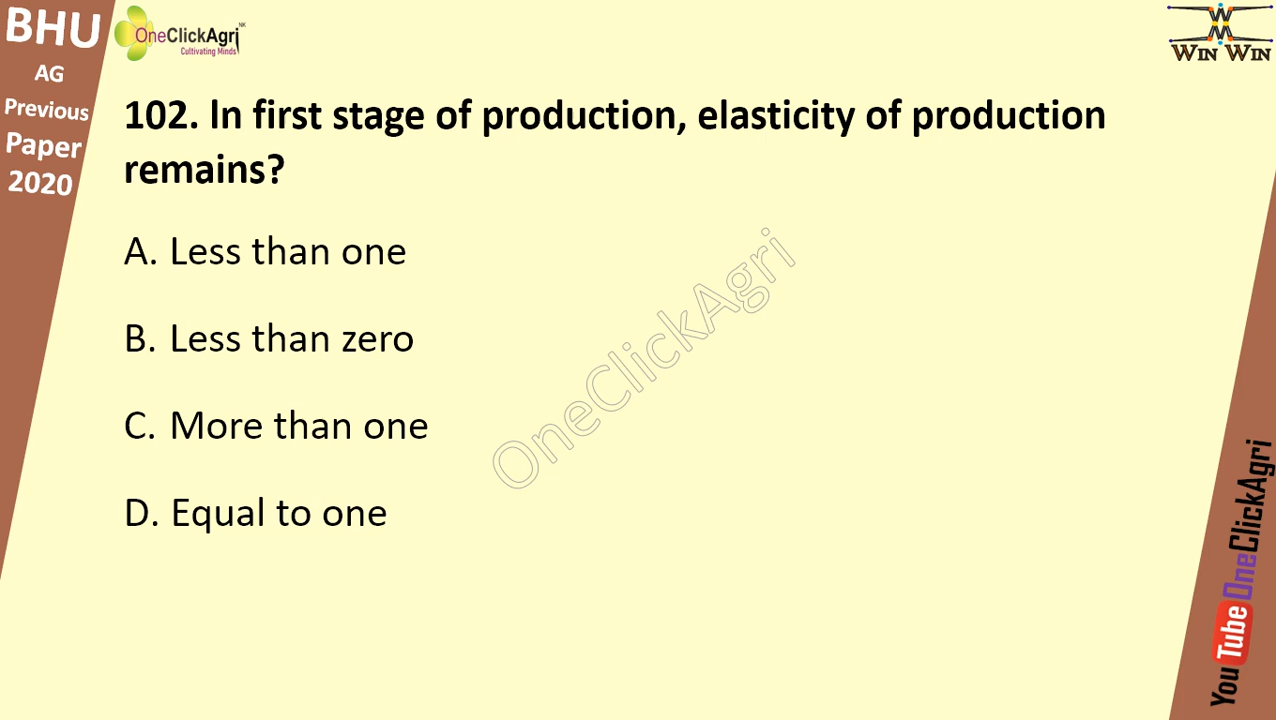 BHU
AG
Previous
Paper
2020
OneClickAgri NK
Cultivating Minds
WIN WIN
102. In first stage of production, elasticity of production
remains?
A. Less than one
B. Less than zero
C. More than one
D. Equal to one
OneClickAgri
YouTube OneClickAgri